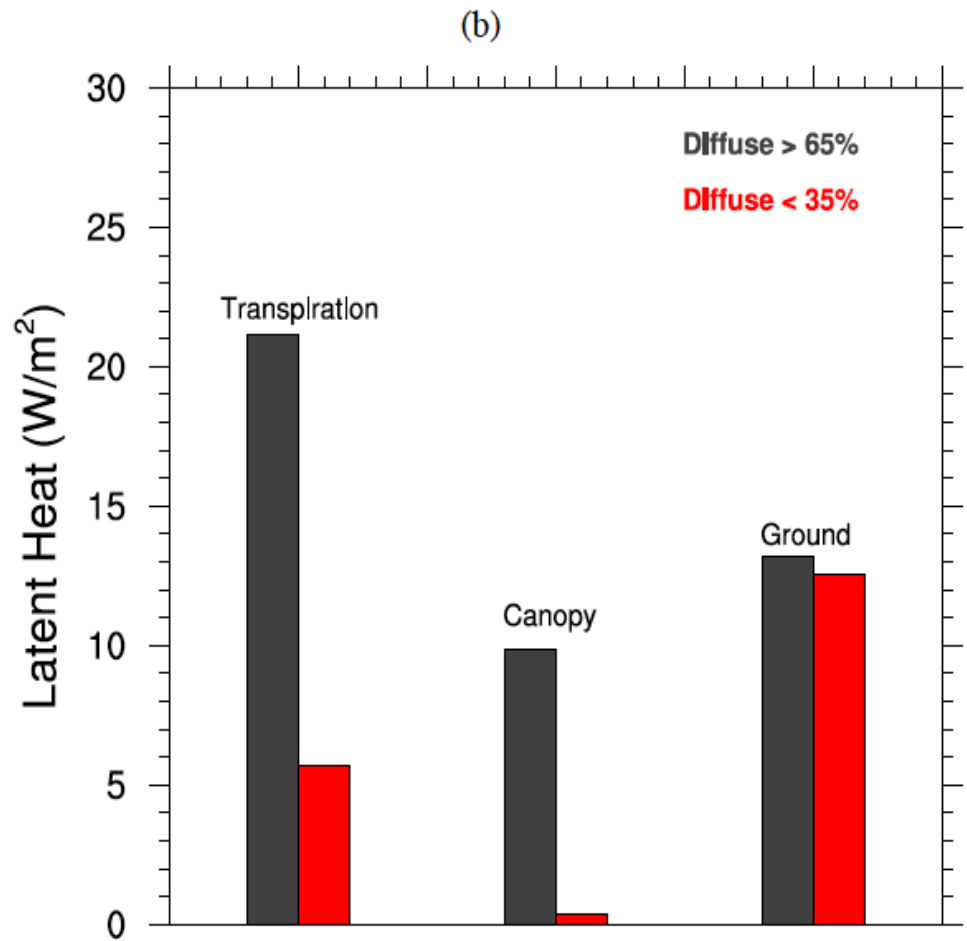 (b)
30
Diffuse > 65%
Diffuse < 35%
25
Transpiration
20
15
Ground
Canopy
10
5
0
Latent Heat (W/m²)